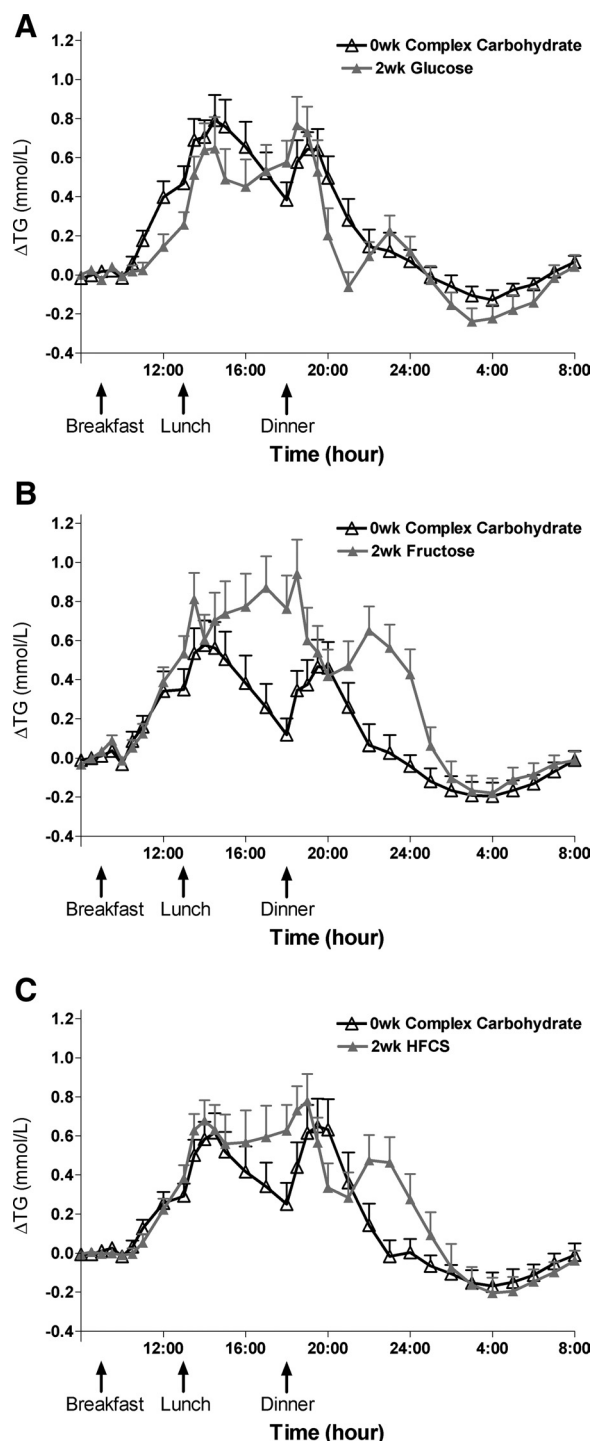 A
0wk Complex Carbohydrate
2wk Glucose
ΔTG (mmol/L)
1.2
1.0
0.8
0.6
0.4
0.2
0.0
-0.2
-0.4
12:00 16:00 20:00 24:00 4:00 8:00
Breakfast Lunch Dinner
Time (hour)
B
0wk Complex Carbohydrate
2wk Fructose
ΔTG (mmol/L)
1.2
1.0
0.8
0.6
0.4
0.2
0.0
-0.2
-0.4
12:00 16:00 20:00 24:00 4:00 8:00
Breakfast Lunch Dinner
Time (hour)
C
0wk Complex Carbohydrate
2wk HFCS
ΔTG (mmol/L)
1.2
1.0
0.8
0.6
0.4
0.2
0.0
-0.2
-0.4
12:00 16:00 20:00 24:00 4:00 8:00
Breakfast Lunch Dinner
Time (hour)